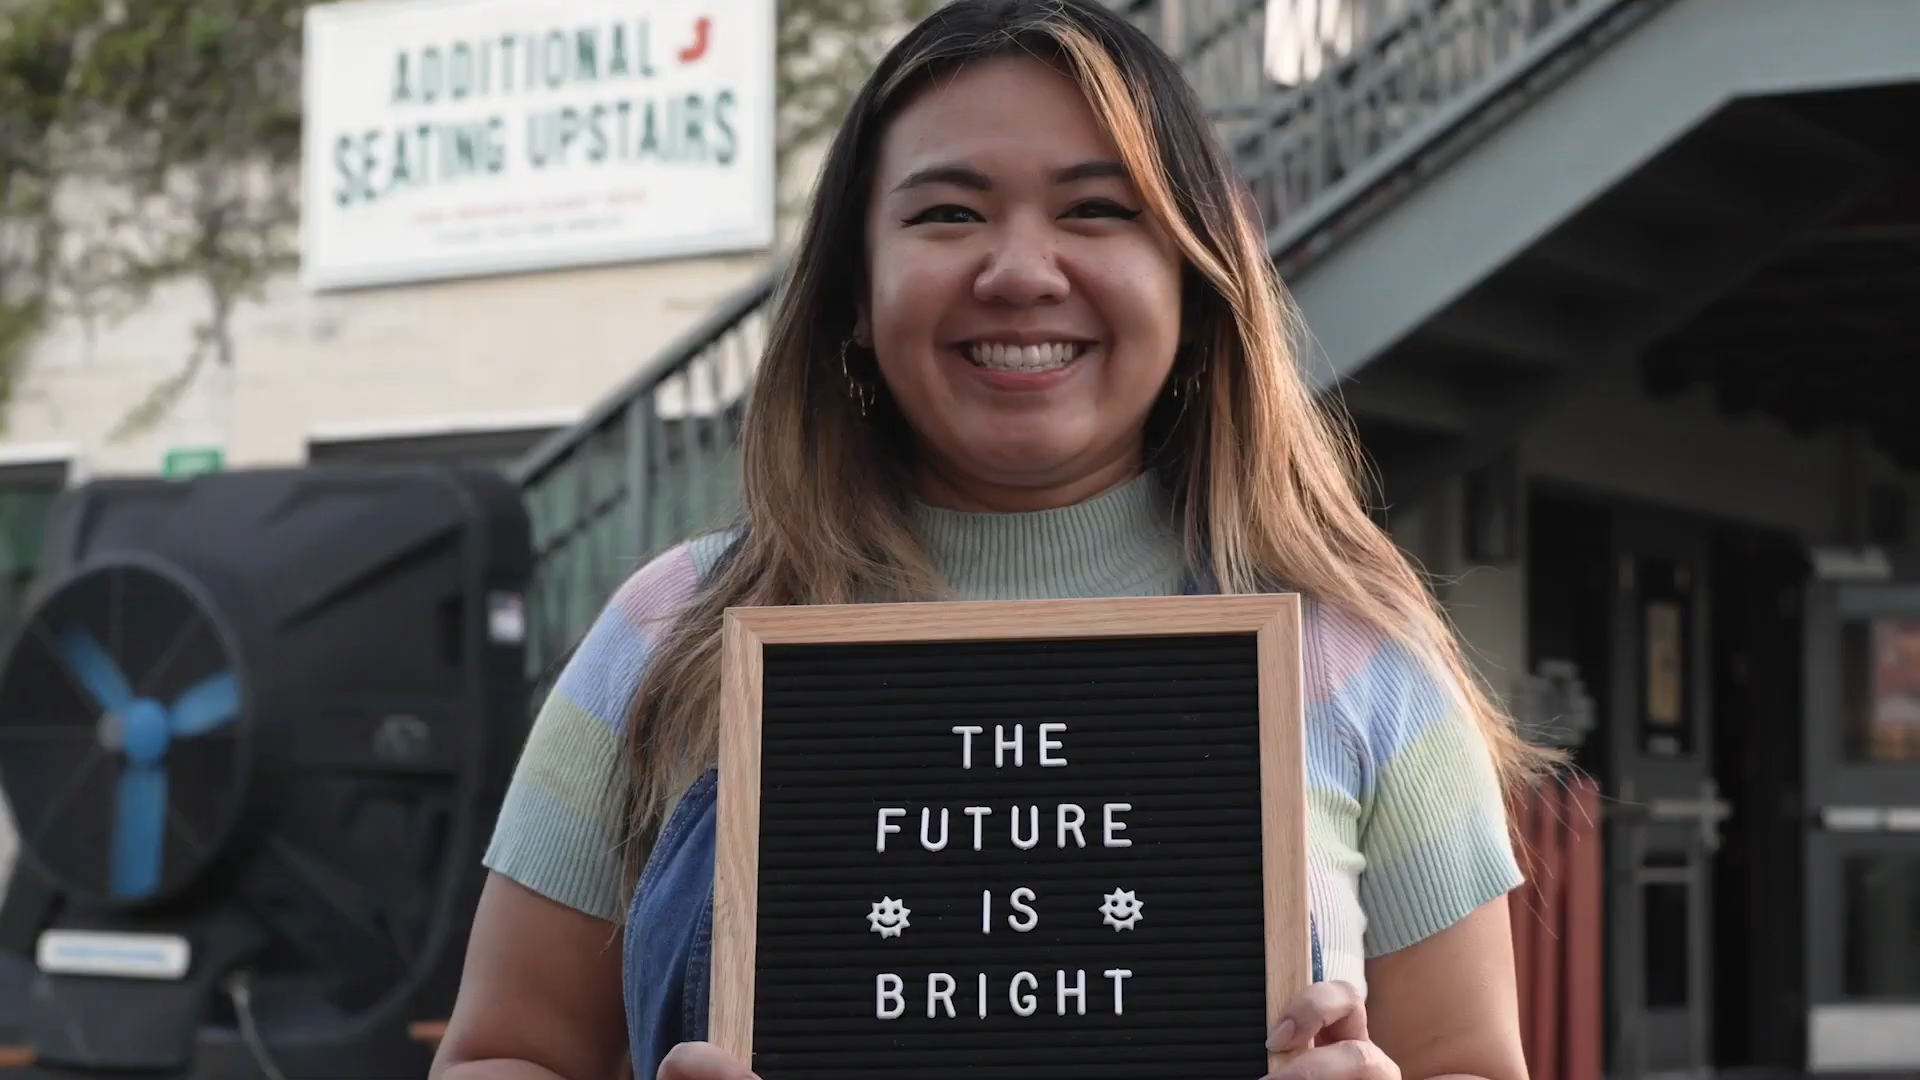 ADDITIONAL
SEATING UPSTAIRS
THE
FUTURE
IS
BRIGHT